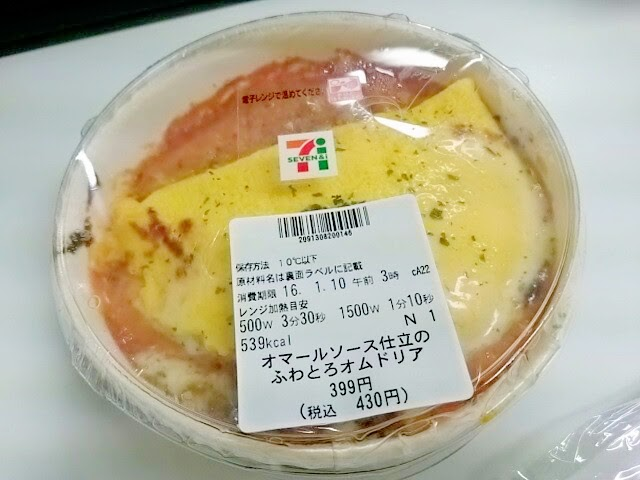 電子レンジで温めてください
7i
SEVEN&i
2091308200146
保存方法 10℃以下
原材料名は裏面ラベルに記載
消費期限 16. 1.10 午前 3時 cA22
レンジ加熱目安
500W 3分30秒 1500W 1分10秒
539kcal N 1
オマールソース仕立の
ふわとろオムドリア
399円
(税込 430円)